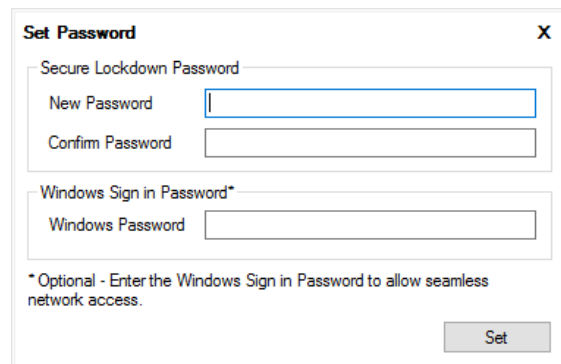 Set Password X
Secure Lockdown Password
New Password
Confirm Password
Windows Sign in Password*
Windows Password
* Optional - Enter the Windows Sign in Password to allow seamless
network access.
Set